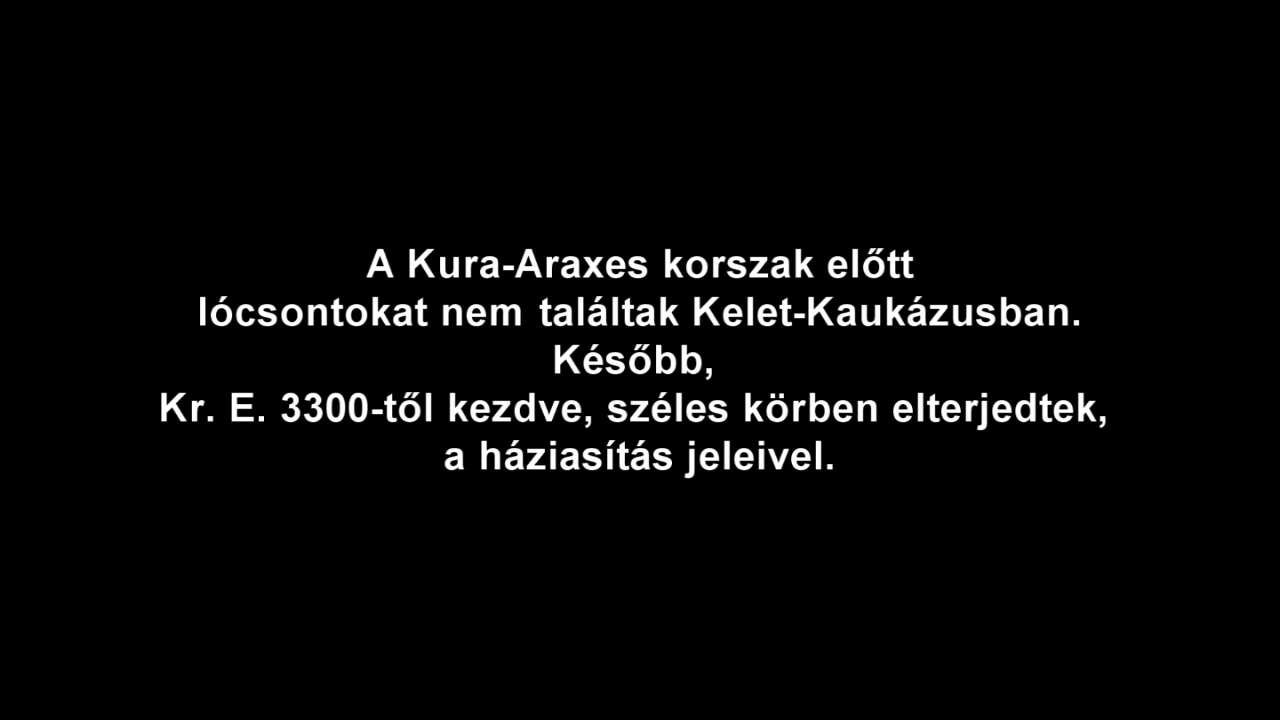 A Kura-Araxes korszak előtt
lócsontokat nem találtak Kelet-Kaukázusban.
Később,
Kr. E. 3300-től kezdve, széles körben elterjedtek,
a háziasítás jeleivel.